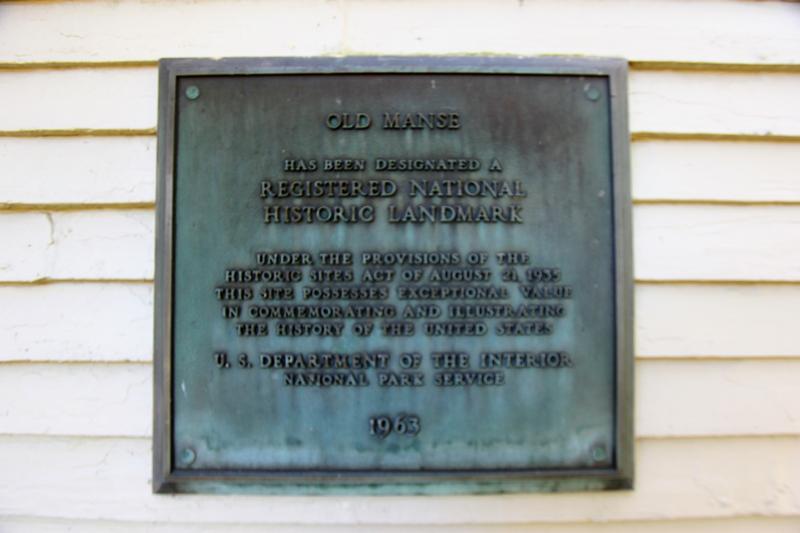 OLD MANSE
HAS BEEN DESIGNATED A
REGISTERED NATIONAL
HISTORIC LANDMARK
UNDER THE PROVISIONS OF THE
HISTORIC SITES ACT OF AUGUST 21, 1935
THIS SITE POSSESSES EXCEPTIONAL VALUE
IN COMMEMORATING AND ILLUSTRATING
THE HISTORY OF THE UNITED STATES
U. S. DEPARTMENT OF THE INTERIOR
NATIONAL PARK SERVICE
1963